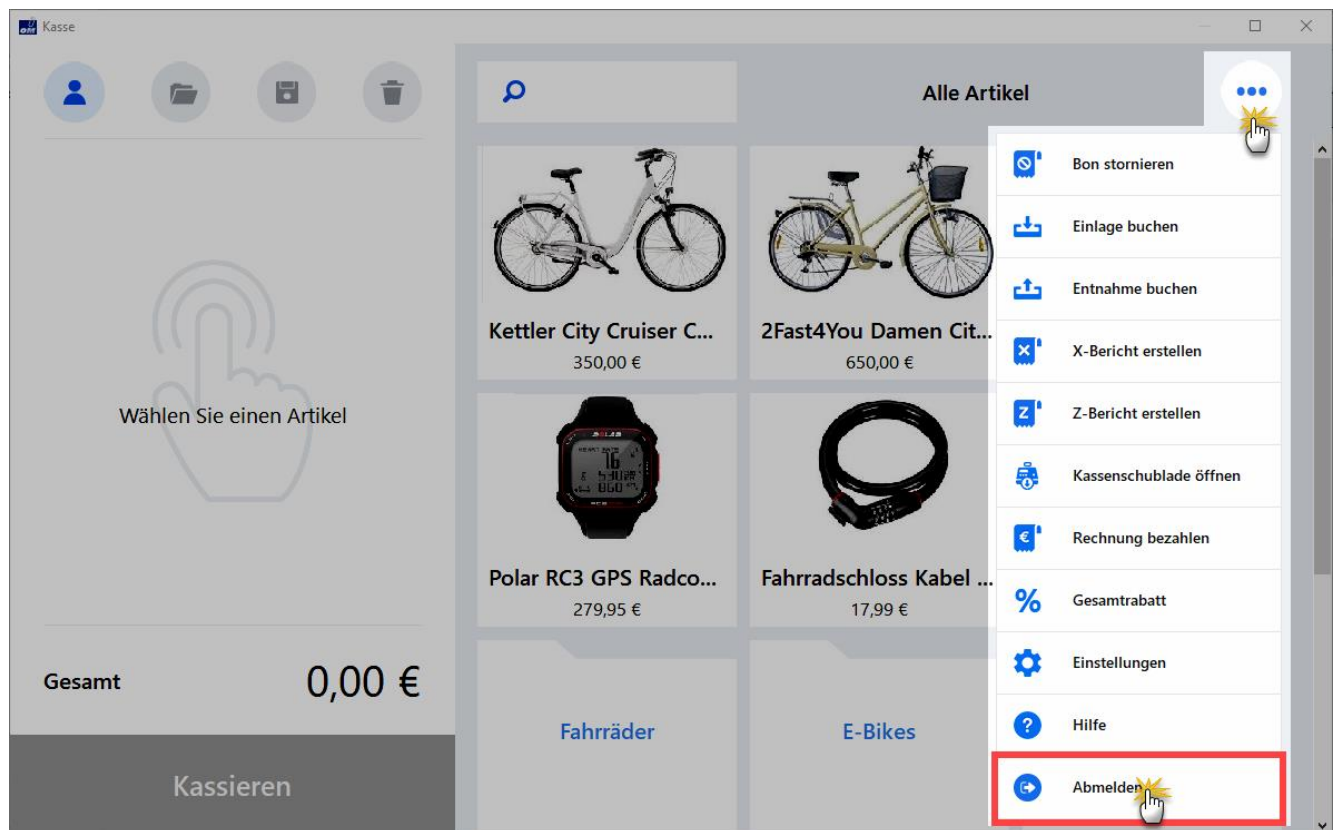 Kasse
Alle Artikel
Wählen Sie einen Artikel
Gesamt 0,00 €
Kassieren
Kettler City Cruiser C...
350,00 €
2Fast4You Damen Cit...
650,00 €
Polar RC3 GPS Radco...
279,95 €
Fahrradschloss Kabel ...
17,99 €
Fahrräder
E-Bikes
Bon stornieren
Einlage buchen
Entnahme buchen
X-Bericht erstellen
Z-Bericht erstellen
Kassenschublade öffnen
Rechnung bezahlen
Gesamtrabatt
Einstellungen
Hilfe
Abmelden